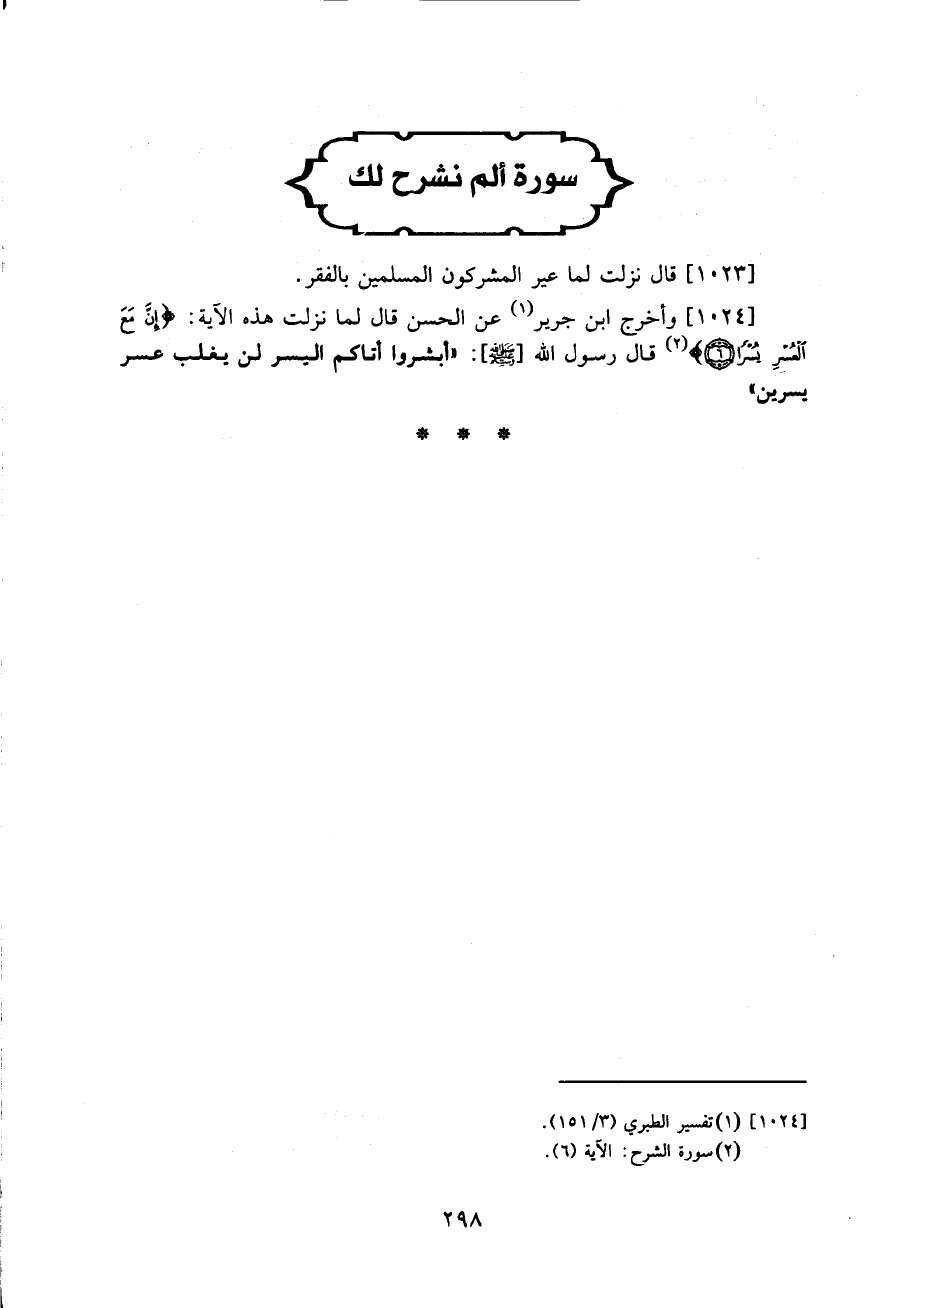 سورة ألم نشرح لك
[١٠٢٣] قال نزلت لما عير المشركون المسلمين بالفقر.
[١٠٢٤] وأخرج ابن جرير(١) عن الحسن قال لما نزلت هذه الآية: ﴿إِنَّ مَعَ
ٱلْعُسْرِ يُسْرًا ٦﴾(٢) قال رسول الله [ﷺ]: «أبشروا أتاكم اليسر لن يغلب عسر
يسرين»
* * *
[١٠٢٤] (١) تفسير الطبري (٣/ ١٥١).
(٢) سورة الشرح: الآية (٦).
٢٩٨